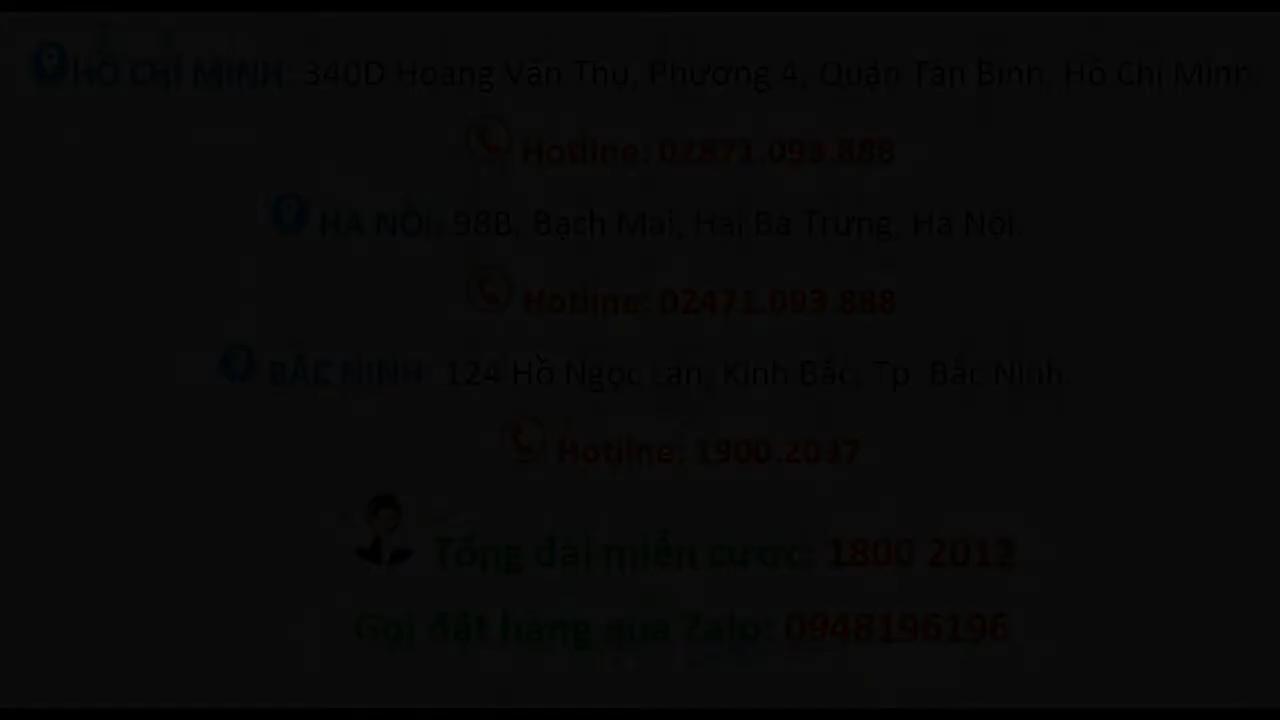 HỒ CHÍ MINH: 340D Hoàng Văn Thụ, Phường 4, Quận Tân Bình, Hồ Chí Minh.
Hotline: 02871.093.888
HÀ NỘI: 98B, Bạch Mai, Hai Bà Trưng, Hà Nội.
Hotline: 02471.093.888
BẮC NINH: 124 Hồ Ngọc Lân, Kinh Bắc, Tp. Bắc Ninh.
Hotline: 1900.2037
Tổng đài miễn cước: 1800 2012
Gọi đặt hàng qua Zalo: 0948196196